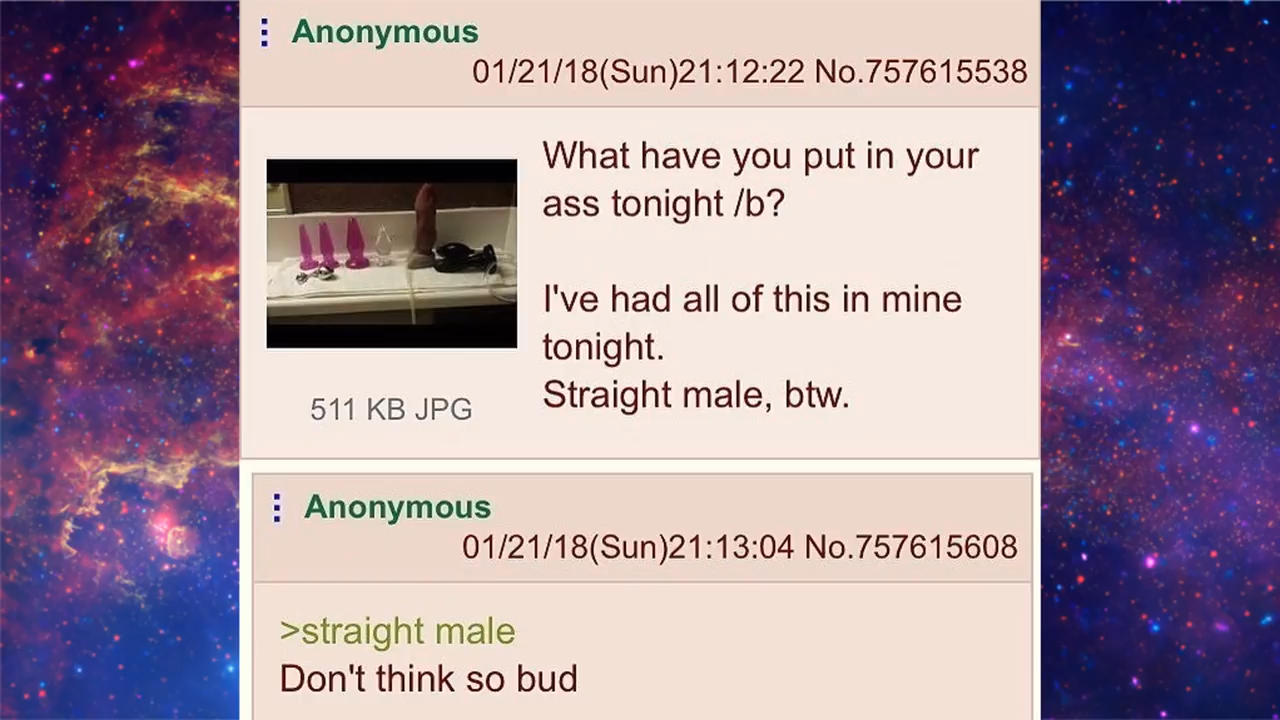 Anonymous
01/21/18(Sun)21:12:22 No.757615538
What have you put in your
ass tonight /b?
I've had all of this in mine
tonight.
Straight male, btw.
511 KB JPG
Anonymous
01/21/18(Sun)21:13:04 No.757615608
>straight male
Don't think so bud